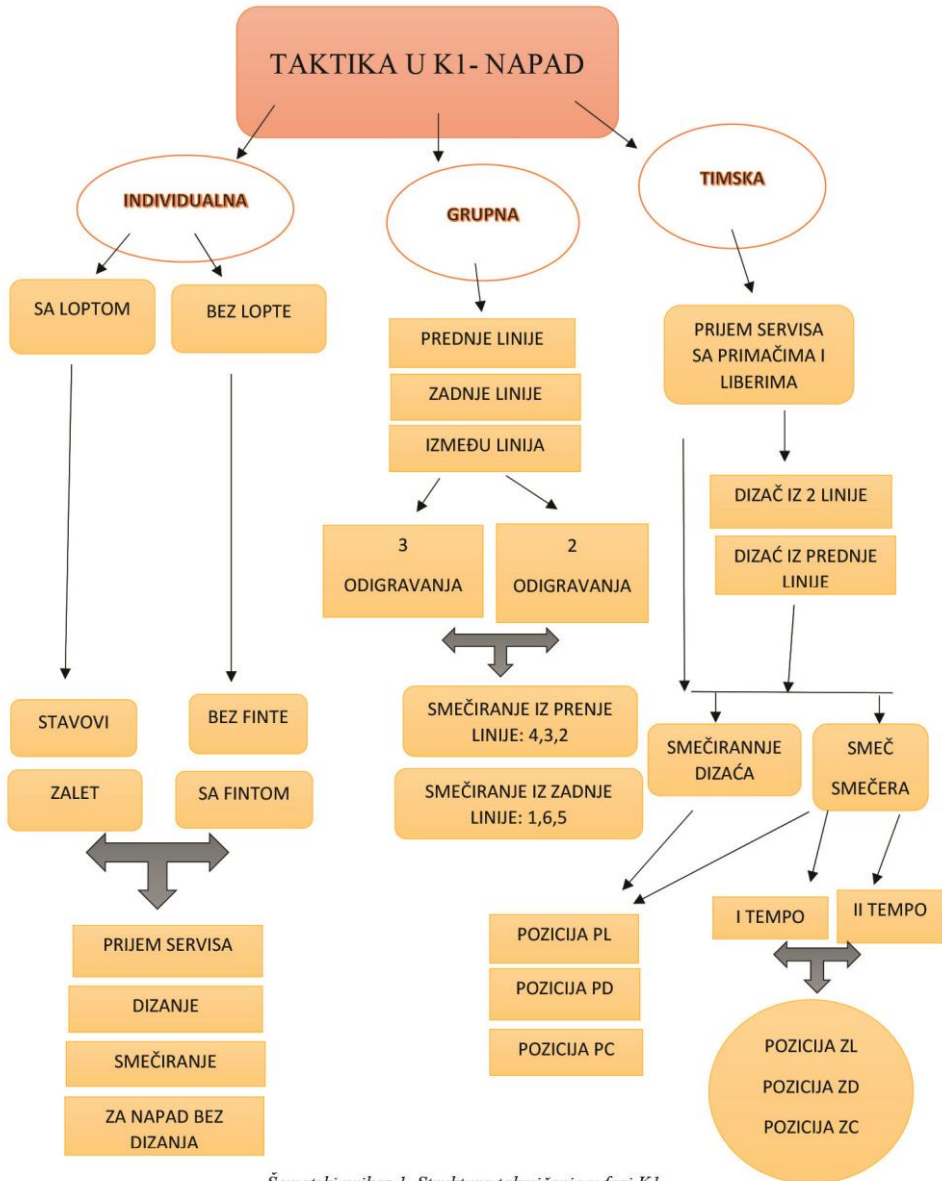 TAKTIKA U K1- NAPAD
INDIVIDUALNA
GRUPNA
TIMSKA
SA LOPTOM
BEZ LOPTE
PREDNJE LINIJE
ZADNJE LINIJE
IZMEĐU LINIJA
PRIJEM SERVISA
SA PRIMAČIMA I
LIBERIMA
3
ODIGRAVANJA
2
ODIGRAVANJA
DIZAČ IZ 2 LINIJE
DIZAĆ IZ PREDNJE
LINIJE
STAVOVI
ZALET
BEZ FINTE
SA FINTOM
SMEČIRANJE IZ PRENJE
LINIJE: 4,3,2
SMEČIRANJE IZ ZADNJE
LINIJE: 1,6,5
SMEČIRANNJE
DIZAĆA
SMEČ
SMEČERA
PRIJEM SERVISA
DIZANJE
SMEČIRANJE
ZA NAPAD BEZ
DIZANJA
POZICIJA PL
POZICIJA PD
POZICIJA PC
I TEMPO
II TEMPO
POZICIJA ZL
POZICIJA ZD
POZICIJA ZC